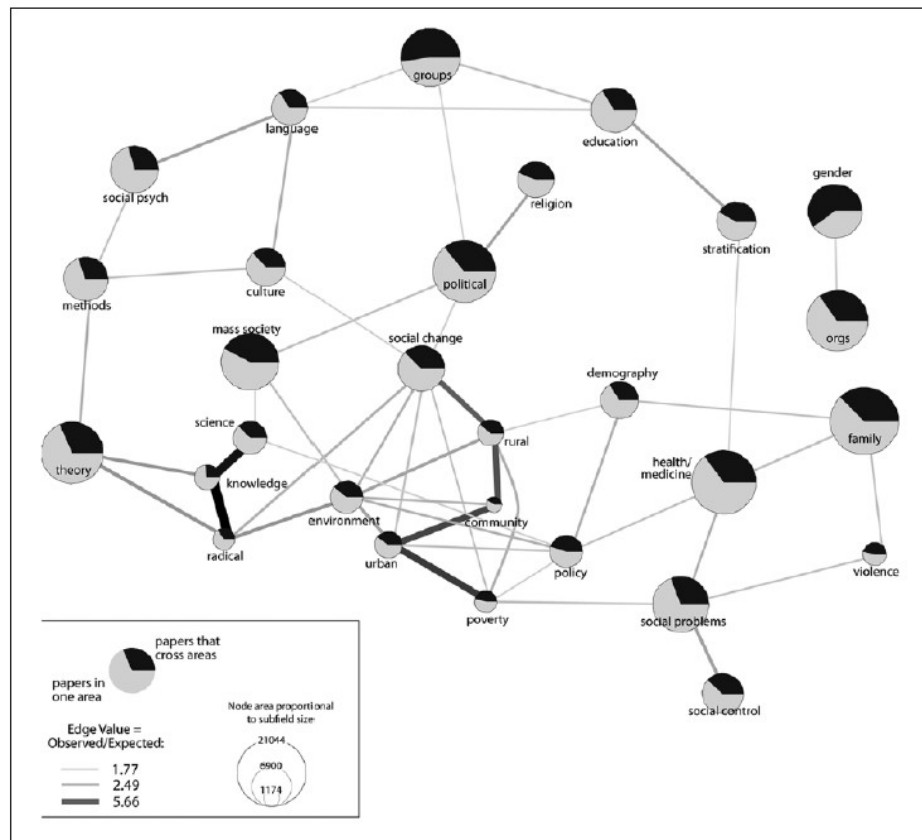 groups
language
education
social psych
religion
gender
stratification
methods
culture
political
orgs
mass society
social change
demography
science
rural
family
theory
health/
medicine
knowledge
environment
community
radical
urban
policy
violence
poverty
social problems
social control
papers that
cross areas
papers in
one area
Node area proportional
to subfield size
21044
6900
1174
Edge Value =
Observed/Expected:
1.77
2.49
5.66